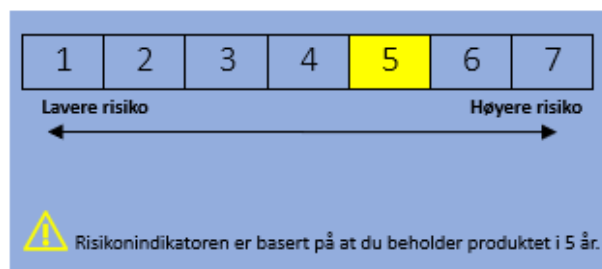 1 2 3 4 5 6 7
Lavere risiko Høyere risiko
Risikonindikatoren er basert på at du beholder produktet i 5 år.